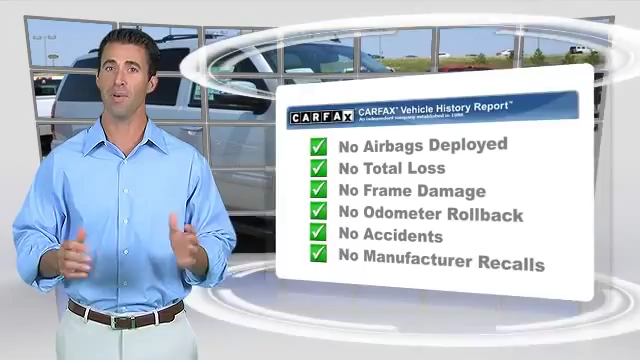 CARFAX CARFAX Vehicle History Report™
An independent company established in 1986
No Airbags Deployed
No Total Loss
No Frame Damage
No Odometer Rollback
No Accidents
No Manufacturer Recalls